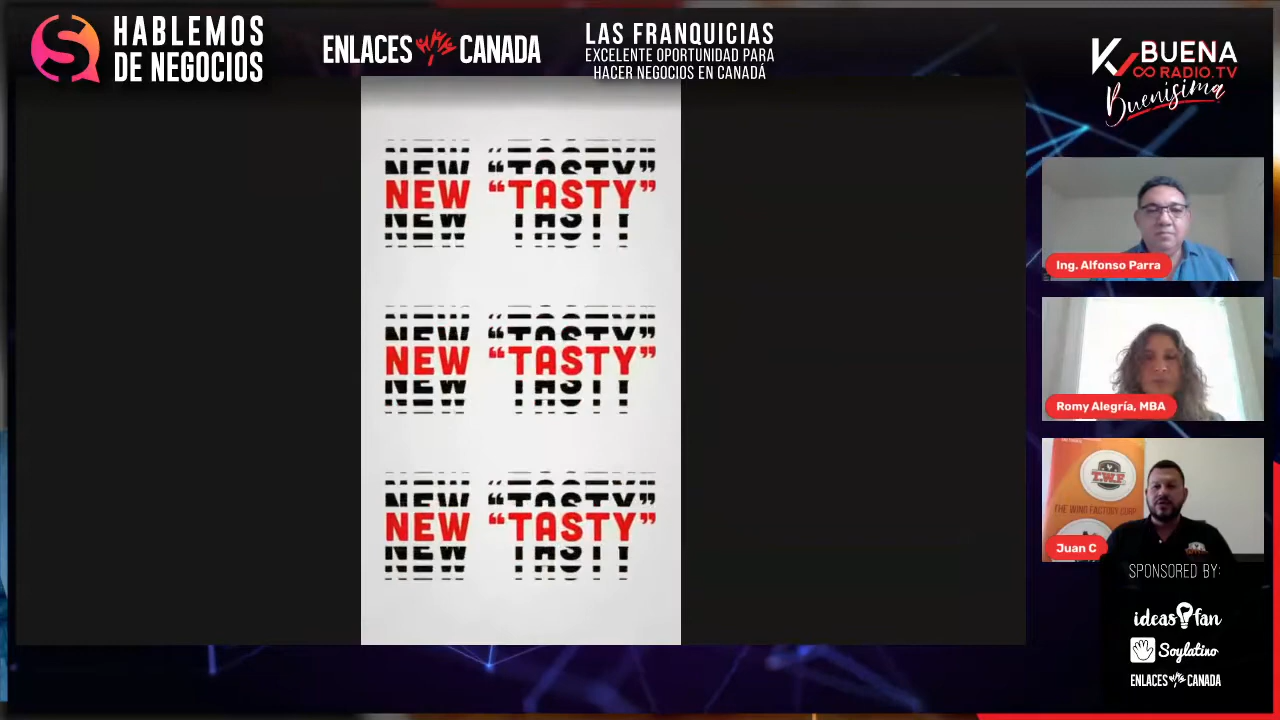 HABLEMOS
DE NEGOCIOS
ENLACES CANADA
LAS FRANQUICIAS
EXCELENTE OPORTUNIDAD PARA
HACER NEGOCIOS EN CANADÁ
K BUENA
RADIO.TV
Buenísima
NEW “TASTY”
NEW “TASTY”
NEW “TASTY”
NEW “TASTY”
NEW “TASTY”
NEW “TASTY”
NEW “TASTY”
NEW “TASTY”
NEW “TASTY”
Ing. Alfonso Parra
Romy Alegría, MBA
T.W.F.
THE WING FACTORY CORP
Juan C
SPONSORED BY:
ideas fan
Soylatino
ENLACES CANADA